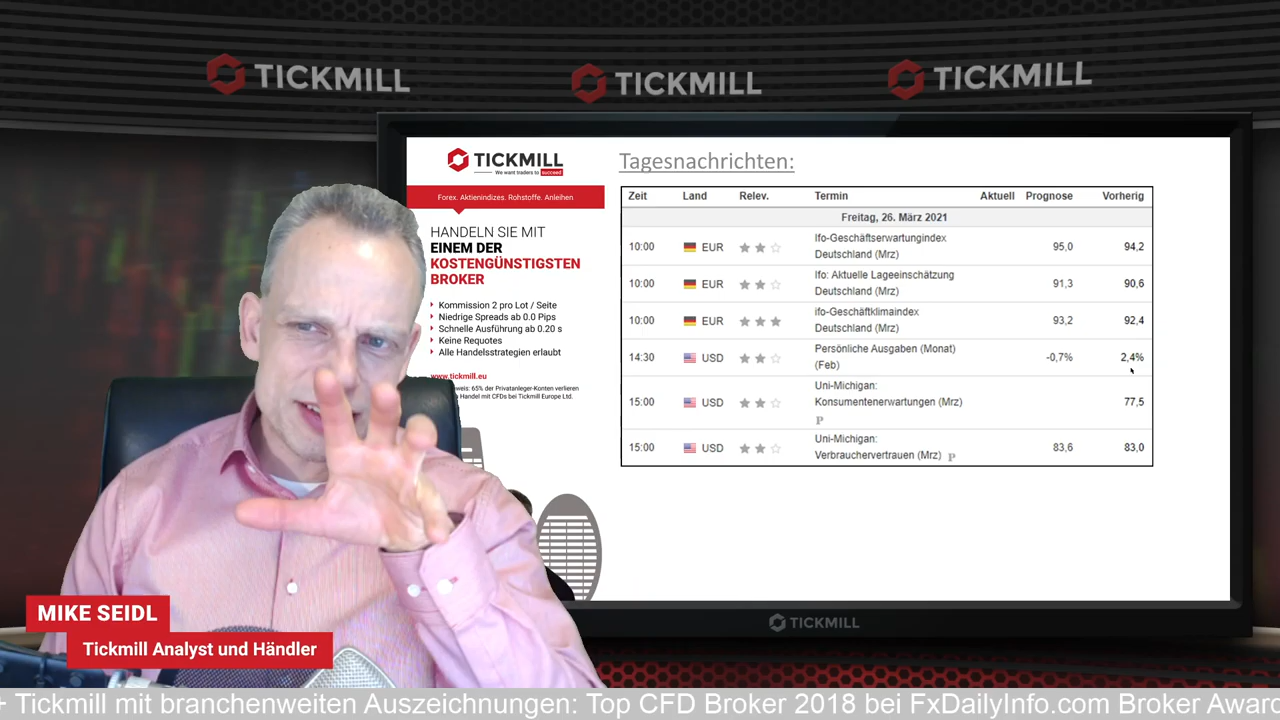 TICKMILL
TICKMILL
TICKMILL
TICKMILL
We want traders to succeed
Forex. Aktienindizes. Rohstoffe. Anleihen
HANDELN SIE MIT
EINEM DER
KOSTENGÜNSTIGSTEN
BROKER
Kommission 2 pro Lot / Seite
Niedrige Spreads ab 0.0 Pips
Schnelle Ausführung ab 0.20 s
Keine Requotes
Alle Handelsstrategien erlaubt
www.tickmill.eu
65% der Privatanleger-Konten verlieren
Handel mit CFDs bei Tickmill Europe Ltd.
Tagesnachrichten:
Zeit Land Relev. Termin Aktuell Prognose Vorherig
Freitag, 26. März 2021
10:00 EUR Ifo-Geschäftserwartungindex 95,0 94,2
Deutschland (Mrz)
10:00 EUR Ifo: Aktuelle Lageeinschätzung 91,3 90,6
Deutschland (Mrz)
10:00 EUR ifo-Geschäftklimaindex 93,2 92,4
Deutschland (Mrz)
14:30 USD Persönliche Ausgaben (Monat) -0,7% 2,4%
(Feb)
15:00 USD Uni-Michigan: 77,5
Konsumentenerwartungen (Mrz)
P
15:00 USD Uni-Michigan: 83,6 83,0
Verbrauchervertrauen (Mrz) P
TICKMILL
MIKE SEIDL
Tickmill Analyst und Händler
Tickmill mit branchenweiten Auszeichnungen: Top CFD Broker 2018 bei FxDailyInfo.com Broker Award